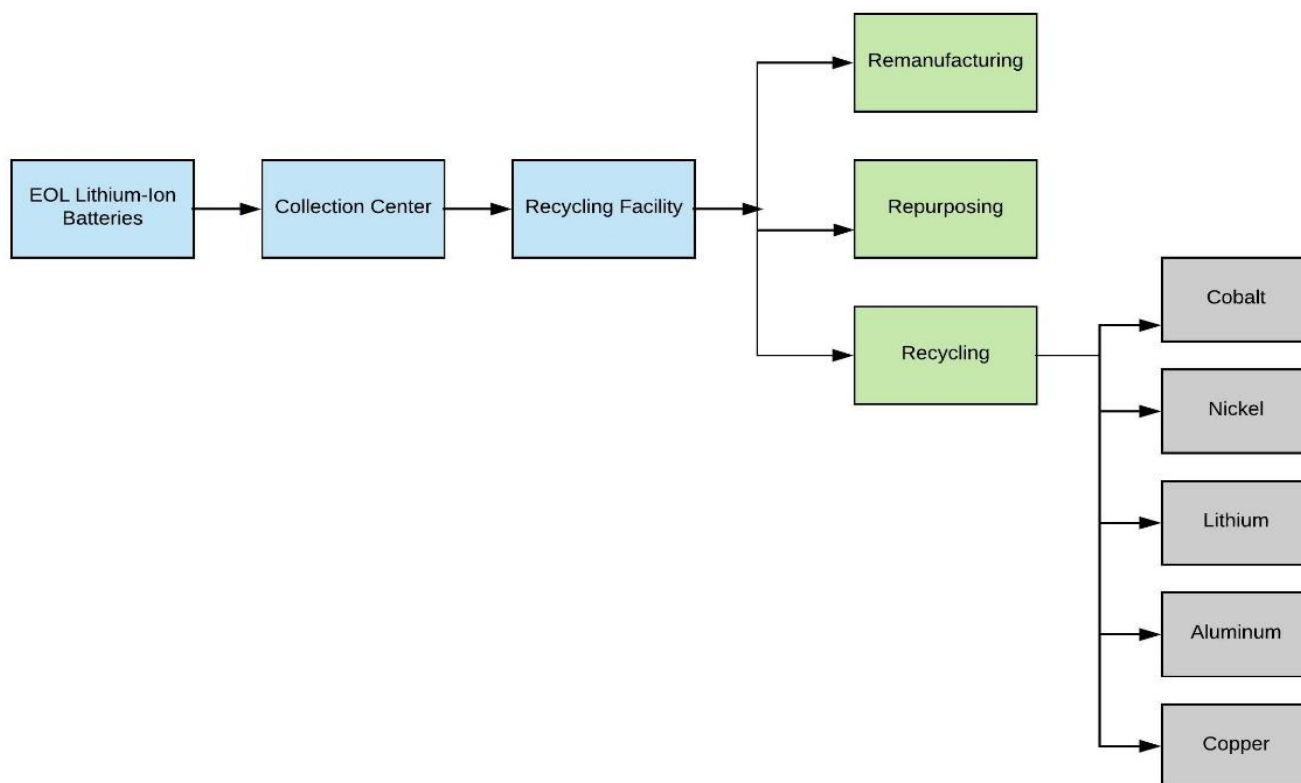 EOL Lithium-Ion
Batteries
Collection Center
Recycling Facility
Remanufacturing
Repurposing
Recycling
Cobalt
Nickel
Lithium
Aluminum
Copper